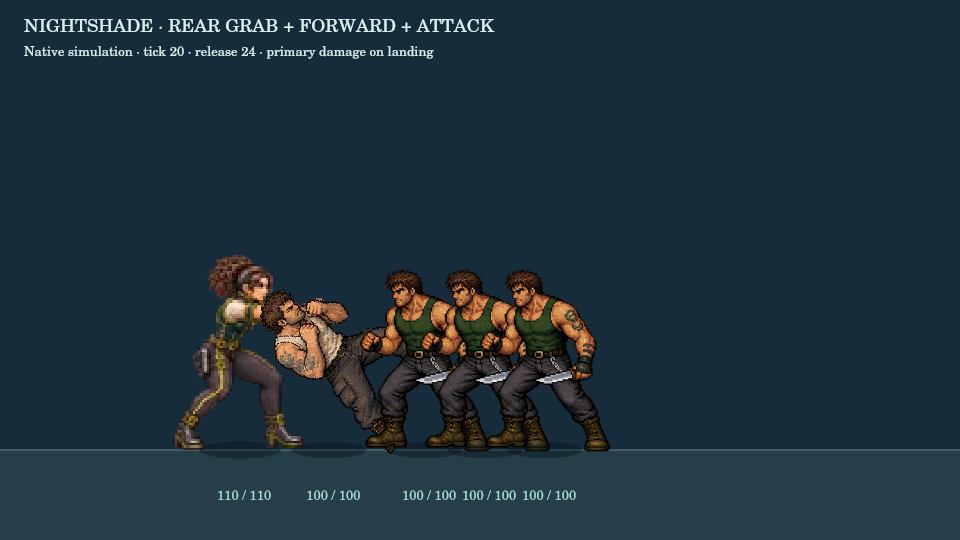 NIGHTSHADE · REAR GRAB + FORWARD + ATTACK
Native simulation · tick 20 · release 24 · primary damage on landing
110 / 110 100 / 100 100 / 100 100 / 100 100 / 100